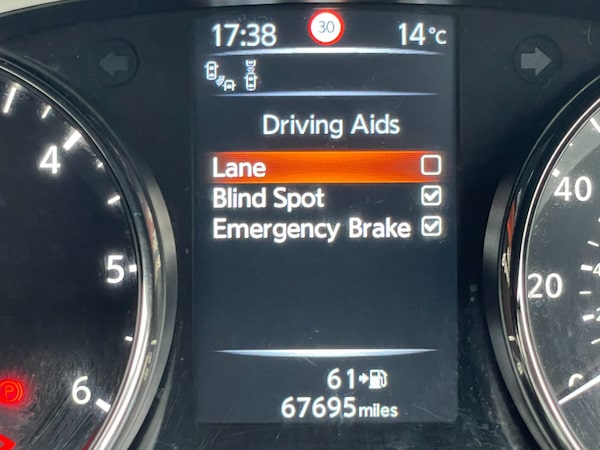 17:38 30 14°C
Driving Aids
Lane
Blind Spot
Emergency Brake
4
5
6
40
20
0
61
67695 miles
P